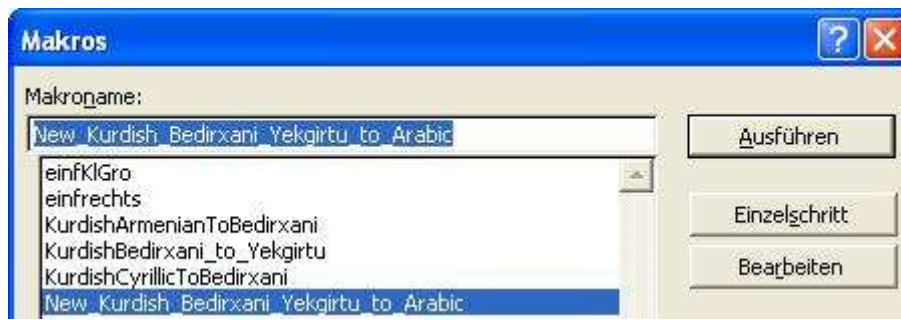 Makros
Makroname:
New_Kurdish_Bedirxani_Yekgirtu_to_Arabic
Ausführen
einfKlGro
einfrechts
KurdishArmenianToBedirxani
Einzelschritt
KurdishBedirxani_to_Yekgirtu
KurdishCyrillicToBedirxani
Bearbeiten
New_Kurdish_Bedirxani_Yekgirtu_to_Arabic